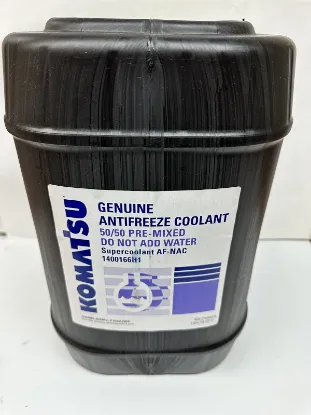 KOMATSU
GENUINE
ANTIFREEZE COOLANT
50/50 PRE-MIXED
DO NOT ADD WATER
Supercoolant AF-NAC
1400166H1